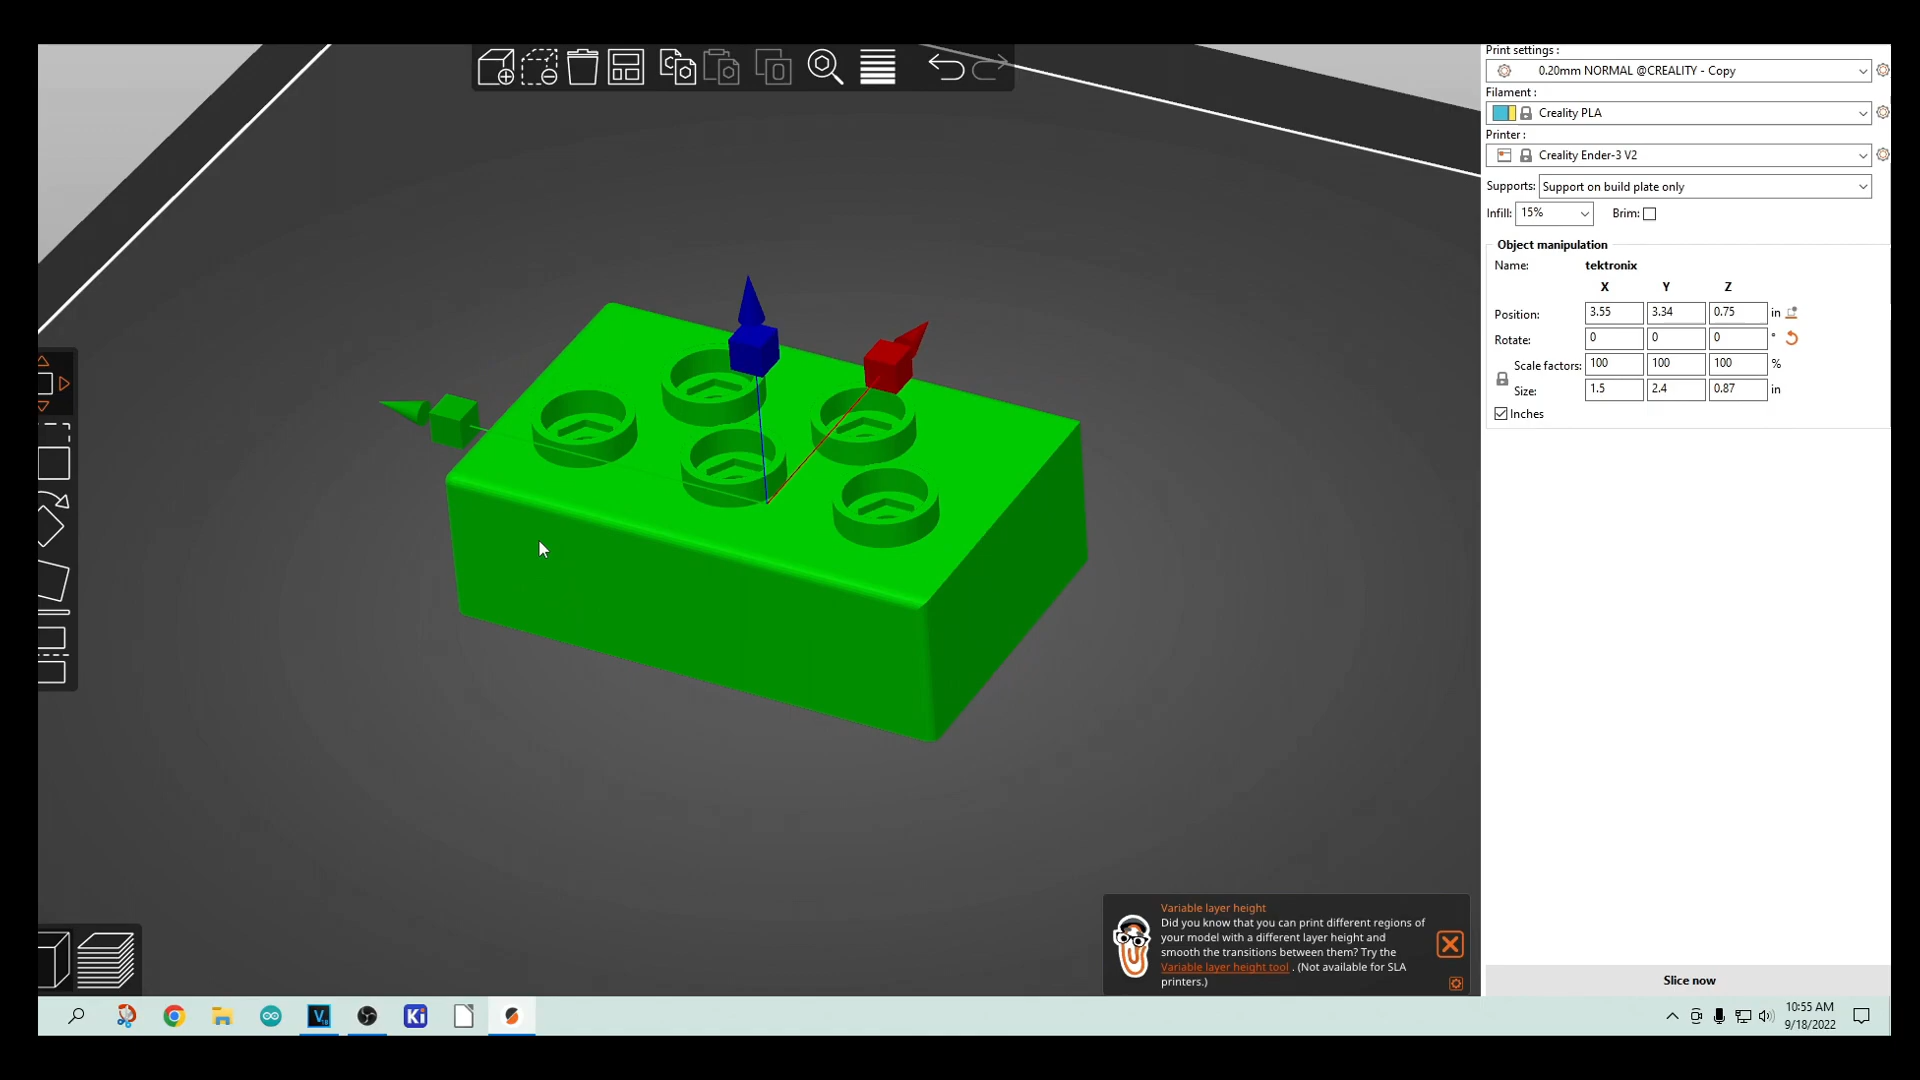 Print settings :
0.20mm NORMAL @CREALITY - Copy
Filament :
Creality PLA
Printer :
Creality Ender-3 V2
Supports: Support on build plate only
Infill: 15% Brim:
Object manipulation
Name: tektronix
X Y Z
Position: 3.55 3.34 0.75 in
Rotate: 0 0 0 °
Scale factors: 100 100 100 %
Size: 1.5 2.4 0.87 in
Inches
Variable layer height
Did you know that you can print different regions of
your model with a different layer height and
smooth the transitions between them? Try the
Variable layer height tool . (Not available for SLA
printers.)
Slice now
Ki
10:55 AM
9/18/2022